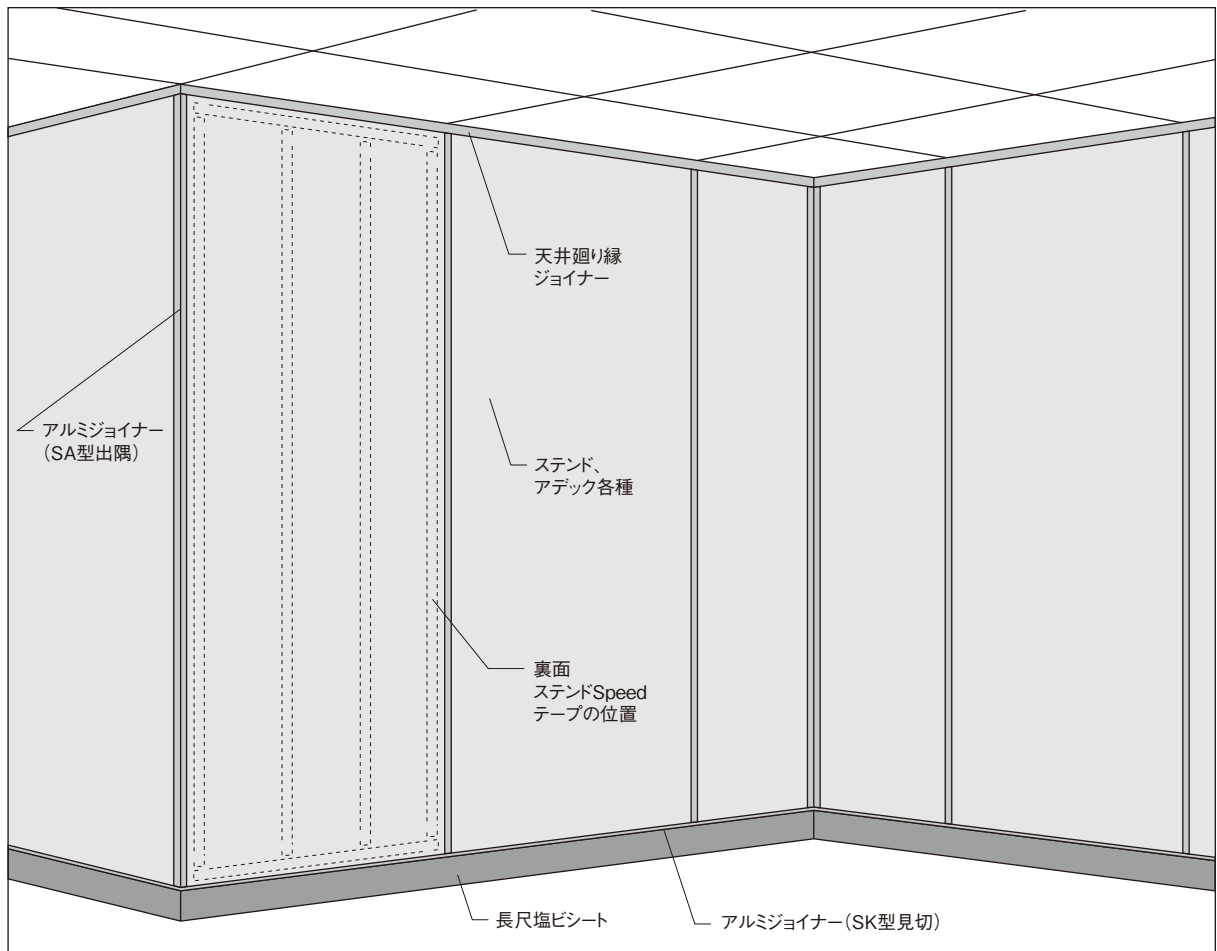 天井廻り縁
ジョイナー
アルミジョイナー
（SA型出隅）
ステンド、
アデック各種
裏面
ステンドSpeed
テープの位置
長尺塩ビシート
アルミジョイナー（SK型見切）